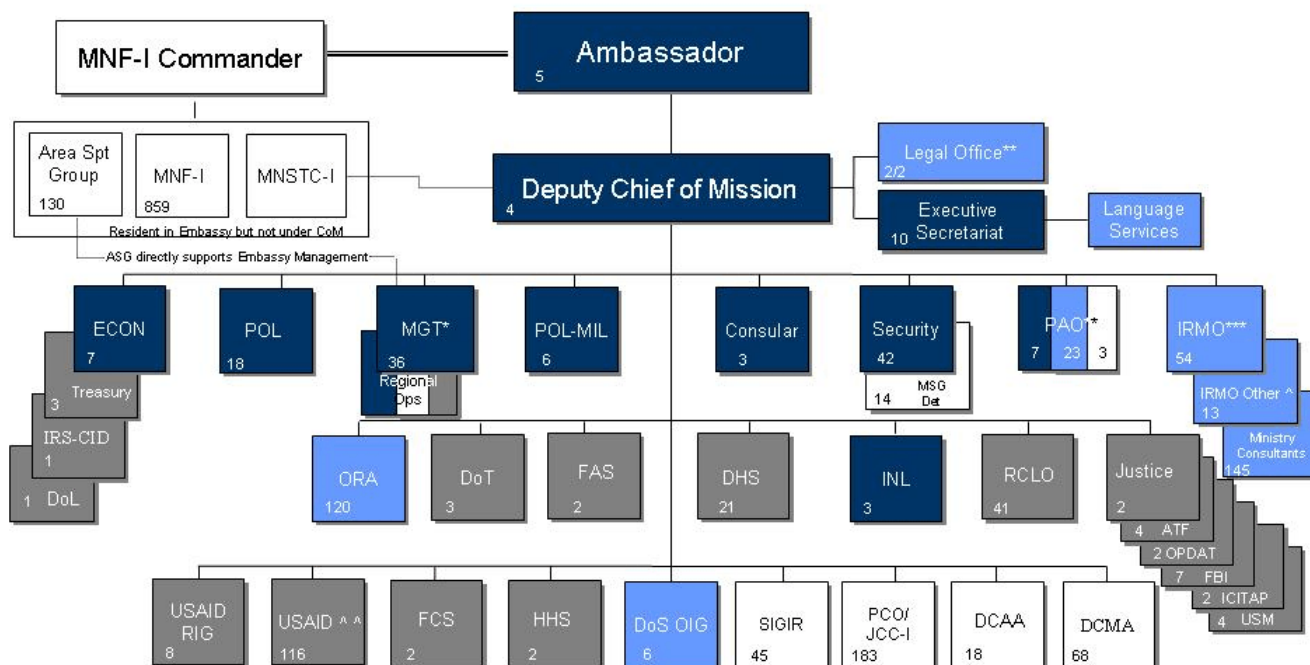 MNF-I Commander
Ambassador
5
Area Spt
Group
130
MNF-I
859
MNSTC-I
Resident in Embassy but not under CoM
Deputy Chief of Mission
4
Legal Office**
2/2
Executive
Secretariat
10
Language
Services
ASG directly supports Embassy Management
ECON
7
POL
18
MGT*
36
POL-MIL
6
Consular
3
Security
42
PAO**
7 23 3
IRMO***
54
Treasury
3
IRS-CID
1
1 DoL
Regional
Ops
14 MSG
Det
IRMO Other ^
13
Ministry
Consultants
145
ORA
120
DoT
3
FAS
2
DHS
21
INL
3
RCLO
41
Justice
2
4 ATF
2 OPDAT
7 FBI
2 ICITAP
4 USM
USAID
RIG
8
USAID ^ ^
116
FCS
2
HHS
2
DoS OIG
6
SIGIR
45
PCO/
JCC-I
183
DCAA
18
DCMA
68